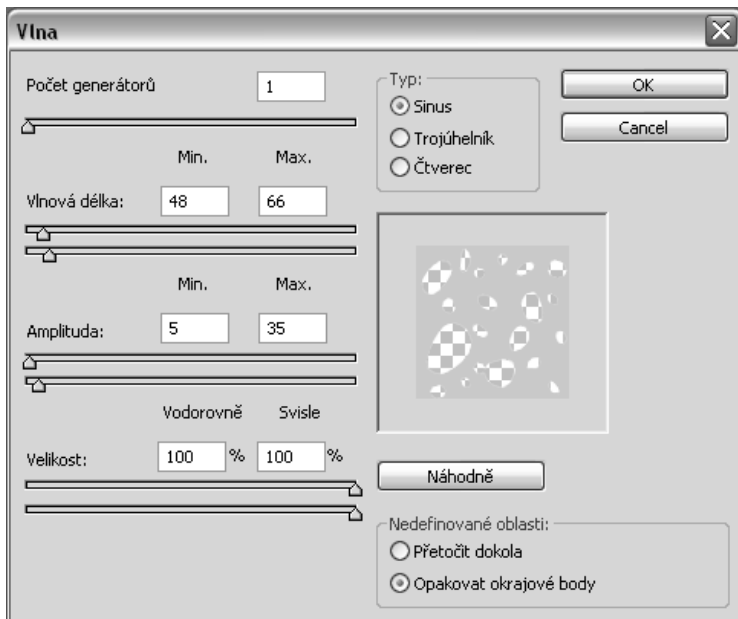 Vlna
Počet generátorů 1
Min. Max.
Vlnová délka: 48 66
Min. Max.
Amplituda: 5 35
Vodorovně Svisle
Velikost: 100 % 100 %
Typ:
Sinus
Trojúhelník
Čtverec
OK
Cancel
Náhodně
Nedefinované oblasti:
Přetočit dokola
Opakovat okrajové body